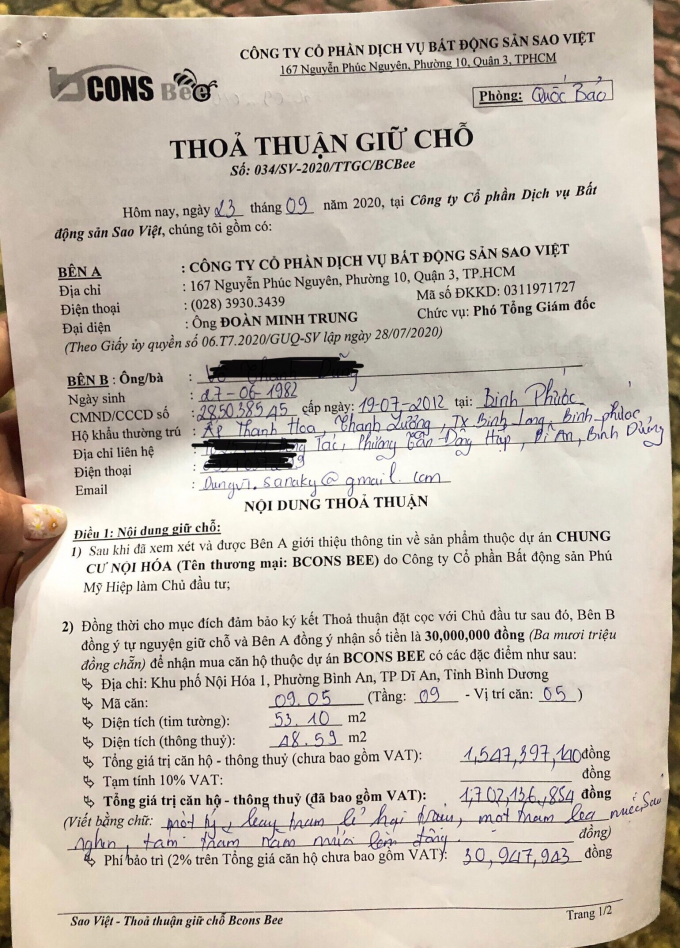 CÔNG TY CỔ PHẦN DỊCH VỤ BẤT ĐỘNG SẢN SAO VIỆT
167 Nguyễn Phúc Nguyên, Phường 10, Quận 3, TPHCM
BCONS Bee
Phòng: Quốc Bảo
THOẢ THUẬN GIỮ CHỖ
Số: 034/SV-2020/TTGC/BCBee
Hôm nay, ngày 23 tháng 09 năm 2020, tại Công ty Cổ phần Dịch vụ Bất
động sản Sao Việt, chúng tôi gồm có:
BÊN A : CÔNG TY CỔ PHẦN DỊCH VỤ BẤT ĐỘNG SẢN SAO VIỆT
Địa chỉ : 167 Nguyễn Phúc Nguyên, Phường 10, Quận 3, TP.HCM
Điện thoại : (028) 3930.3439 Mã số ĐKKD: 0311971727
Đại diện : Ông ĐOÀN MINH TRUNG Chức vụ: Phó Tổng Giám đốc
(Theo Giấy ủy quyền số 06.T7.2020/GUQ-SV lập ngày 28/07/2020)
BÊN B : Ông/bà :
Ngày sinh : 17-06-1982
CMND/CCCD số : 285038545 cấp ngày: 19-07-2012 tại: Bình Phước
Hộ khẩu thường trú : Ấp Thanh Hoa, Thanh Lương, TX Bình Long, Bình phước
Địa chỉ liên hệ : Tác, Phường Tân Đông Hiệp, Dĩ An, Bình Dương
Điện thoại :
Email : Dungvi.sanaky@gmail.com
NỘI DUNG THOẢ THUẬN
Điều 1: Nội dung giữ chỗ:
1) Sau khi đã xem xét và được Bên A giới thiệu thông tin về sản phẩm thuộc dự án CHUNG
CƯ NỘI HÓA (Tên thương mại: BCONS BEE) do Công ty Cổ phần Bất động sản Phú
Mỹ Hiệp làm Chủ đầu tư;
2) Đồng thời cho mục đích đảm bảo ký kết Thoả thuận đặt cọc với Chủ đầu tư sau đó, Bên B
đồng ý tự nguyện giữ chỗ và Bên A đồng ý nhận số tiền là 30,000,000 đồng (Ba mươi triệu
đồng chẵn) để nhận mua căn hộ thuộc dự án BCONS BEE có các đặc điểm như sau:
Địa chỉ: Khu phố Nội Hóa 1, Phường Bình An, TP Dĩ An, Tỉnh Bình Dương
Mã căn: 09.05 (Tầng: 09 - Vị trí căn: 05)
Diện tích (tim tường): 53.10 m2
Diện tích (thông thuỷ): 48.59 m2
Tổng giá trị căn hộ - thông thuỷ (chưa bao gồm VAT): 1,547,397,140 đồng
Tạm tính 10% VAT: đồng
Tổng giá trị căn hộ - thông thuỷ (đã bao gồm VAT): 1,702,136,854 đồng
(Viết bằng chữ: một tỷ, bảy trăm lẻ hai triệu, một trăm ba mươi sáu
nghìn, tám trăm năm mươi bốn đồng. đồng)
Phí bảo trì (2% trên Tổng giá căn hộ chưa bao gồm VAT): 30,947,943 đồng
Sao Việt - Thoả thuận giữ chỗ Bcons Bee
Trang 1/2